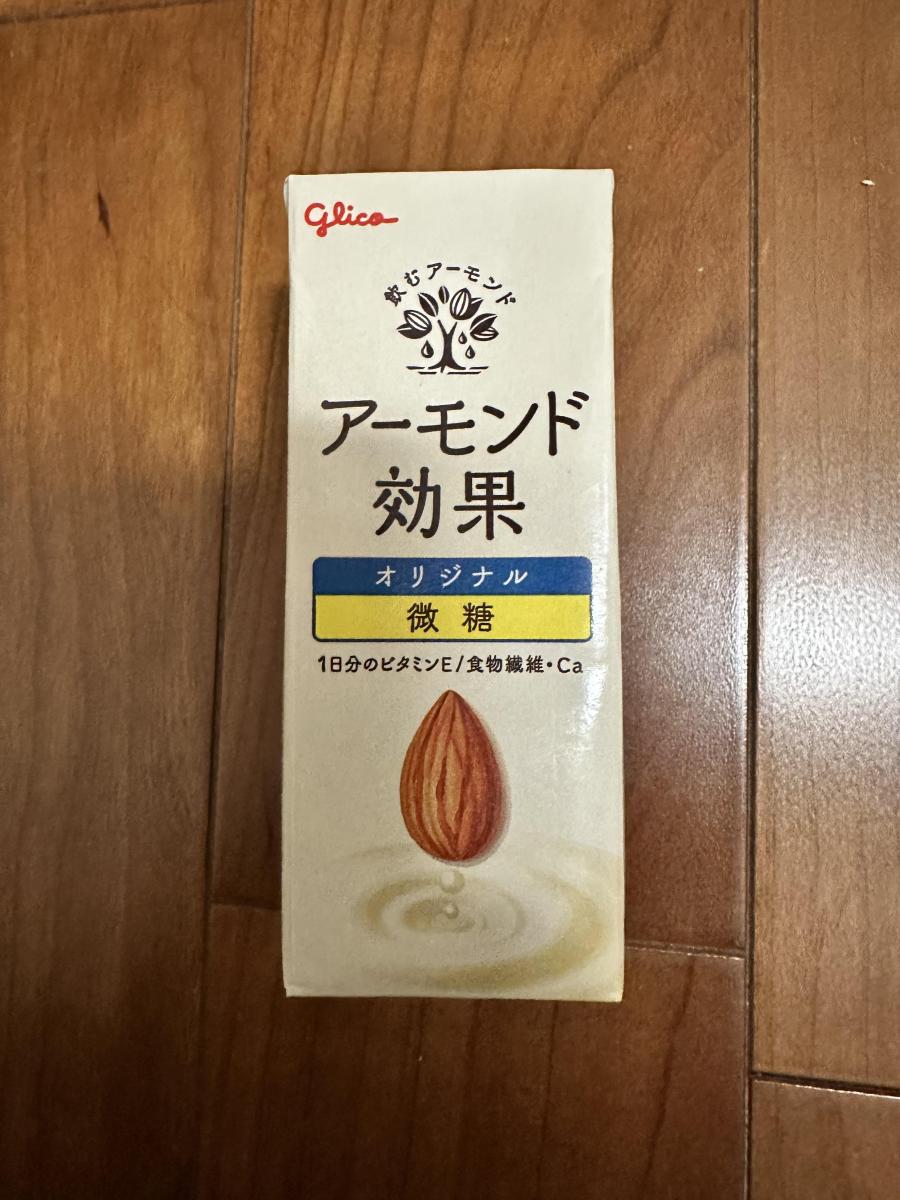 Glico
飲むアーモンド
アーモンド
効果
オリジナル
微糖
1日分のビタミンE/食物繊維・Ca